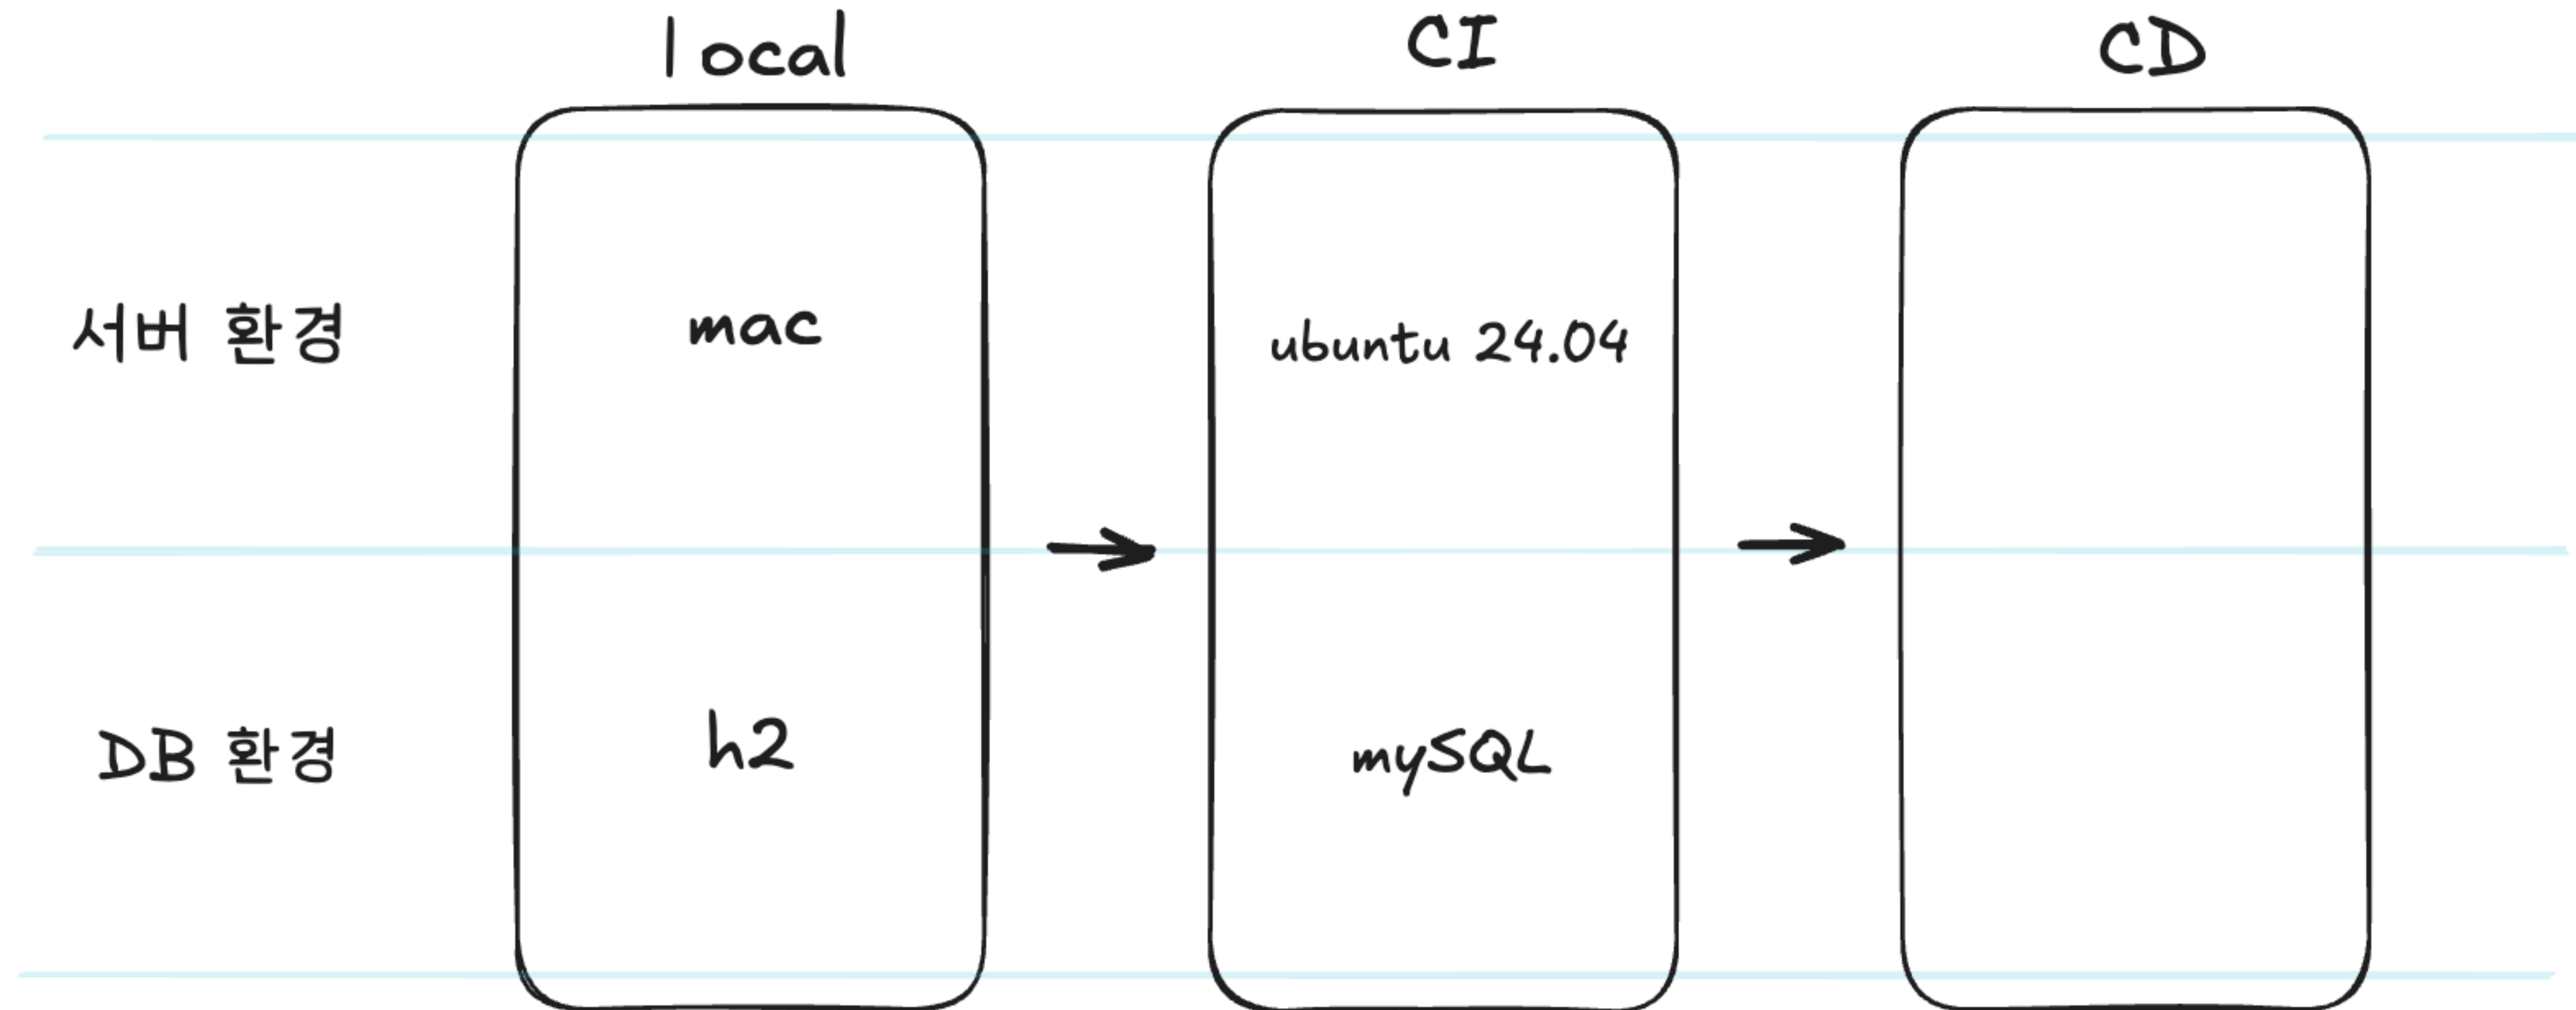 local
CI
CD
서버 환경
mac
ubuntu 24.04
DB 환경
h2
mySQL